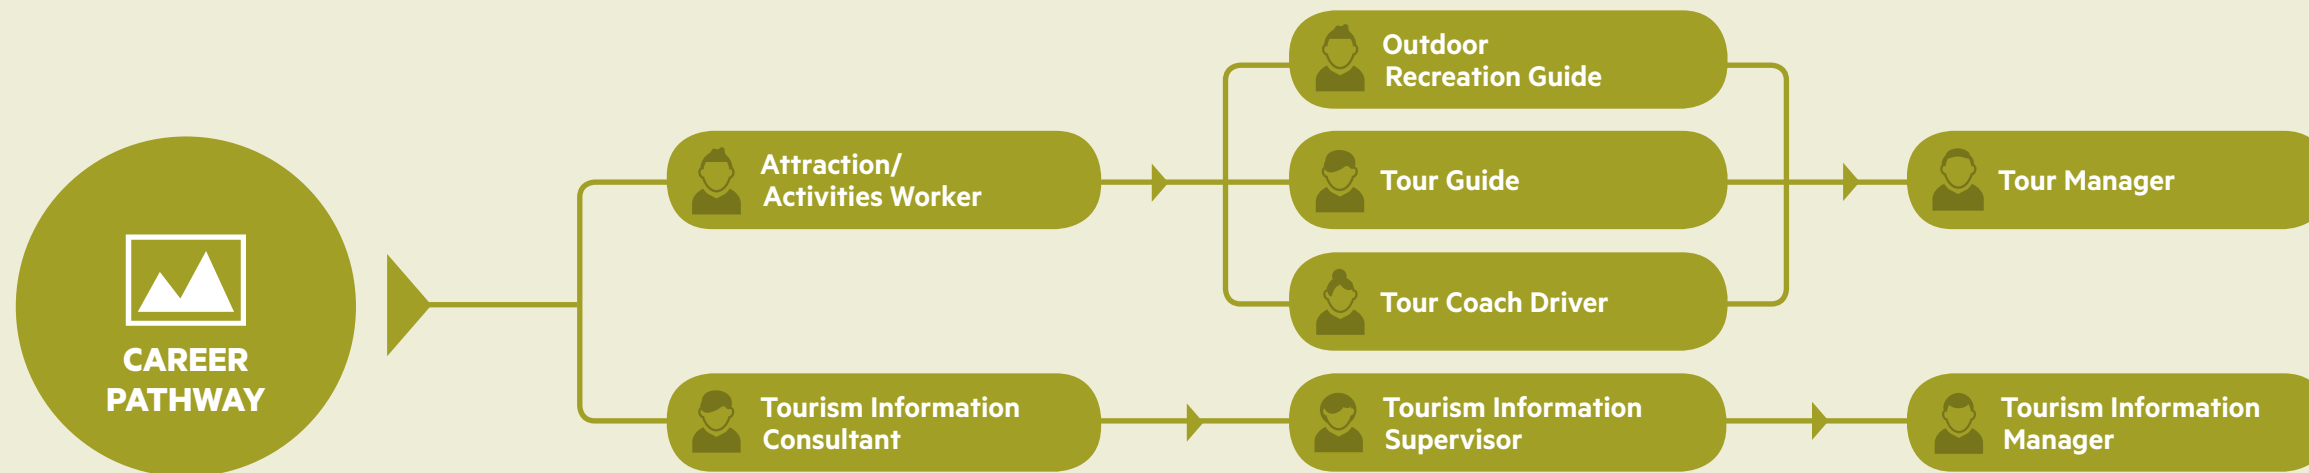 CAREER
PATHWAY
Attraction/
Activities Worker
Outdoor
Recreation Guide
Tour Guide
Tour Coach Driver
Tour Manager
Tourism Information
Consultant
Tourism Information
Supervisor
Tourism Information
Manager